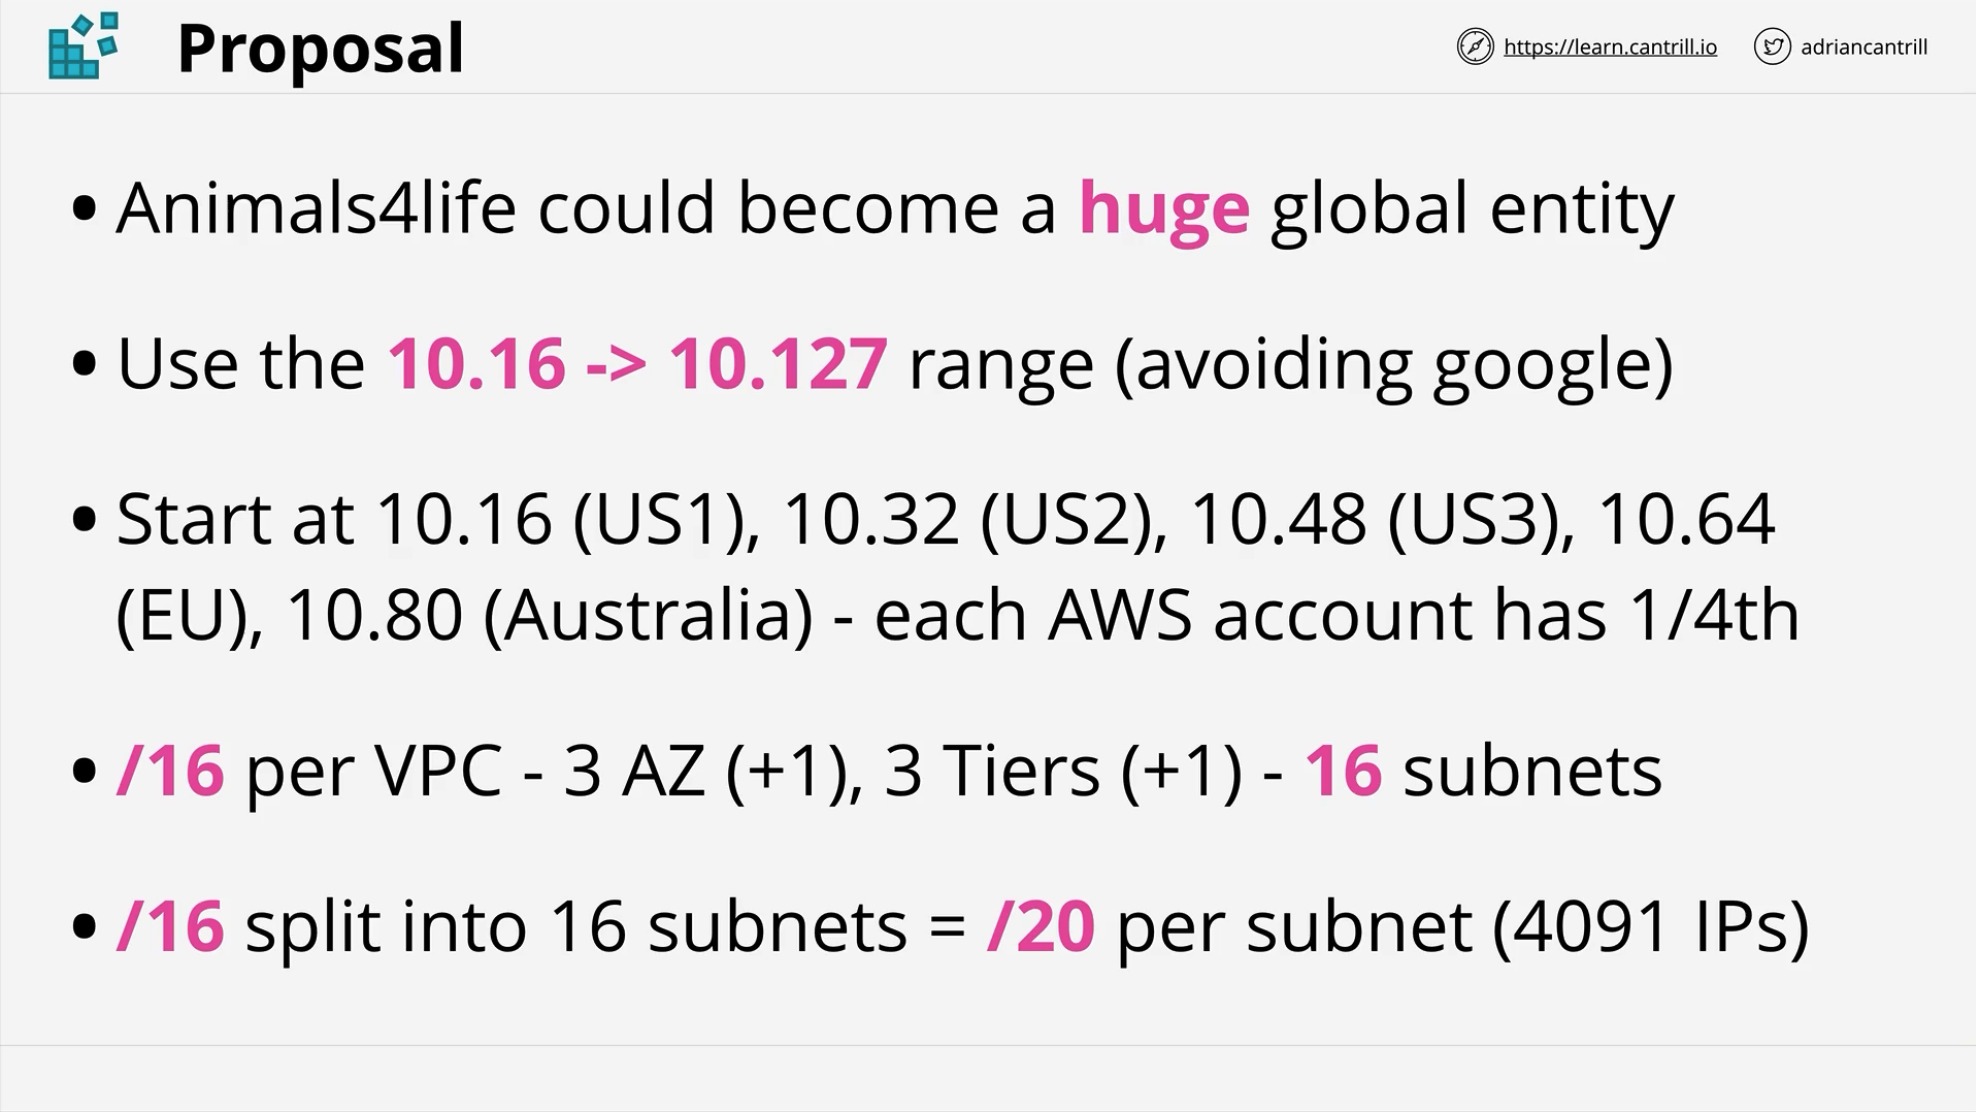 Proposal
https://learn.cantrill.io
adriancantrill
• Animals4life could become a huge global entity
• Use the 10.16 -> 10.127 range (avoiding google)
• Start at 10.16 (US1), 10.32 (US2), 10.48 (US3), 10.64
(EU), 10.80 (Australia) - each AWS account has 1/4th
• /16 per VPC - 3 AZ (+1), 3 Tiers (+1) - 16 subnets
• /16 split into 16 subnets = /20 per subnet (4091 IPs)